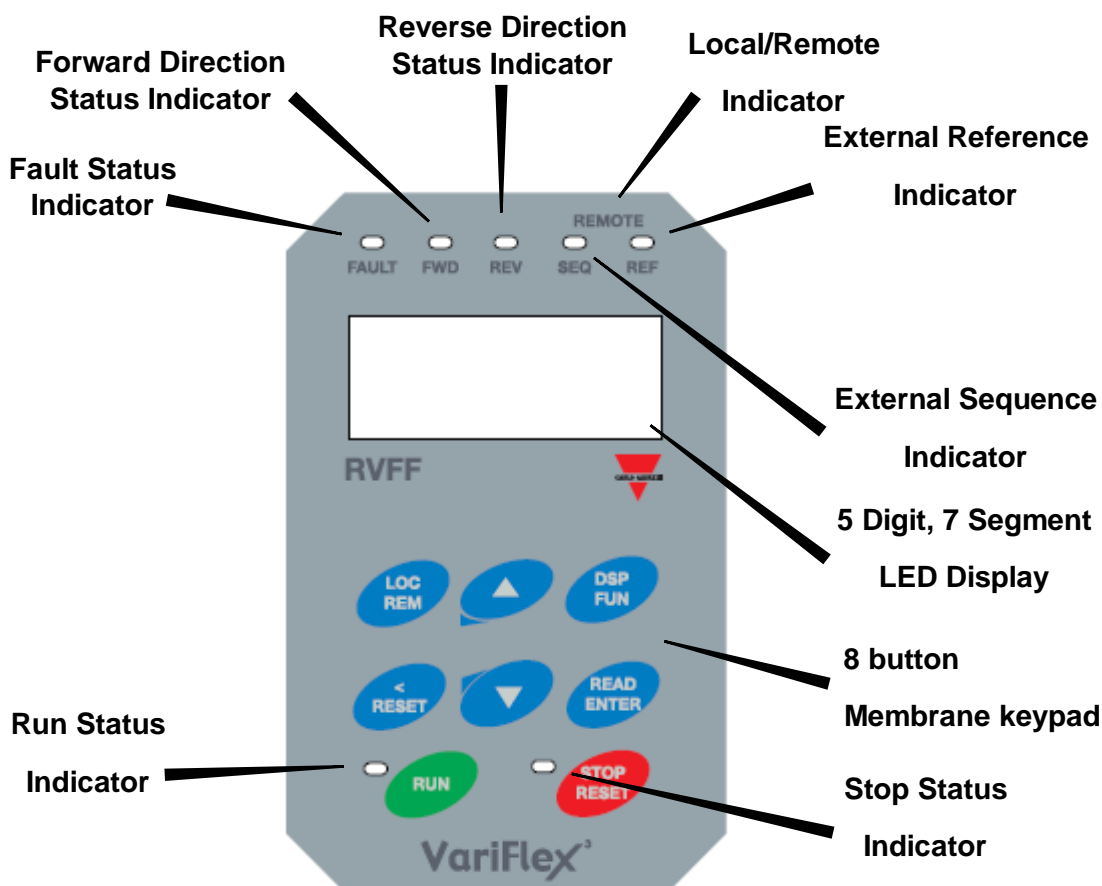 Reverse Direction
Status Indicator
Local/Remote
Indicator
Forward Direction
Status Indicator
External Reference
Indicator
Fault Status
Indicator
REMOTE
FAULT FWD REV SEQ REF
External Sequence
Indicator
RVFF
5 Digit, 7 Segment
LED Display
LOC
REM
DSP
FUN
8 button
Membrane keypad
<
RESET
READ
ENTER
Run Status
Indicator
RUN
STOP
RESET
Stop Status
Indicator
VariFlex³